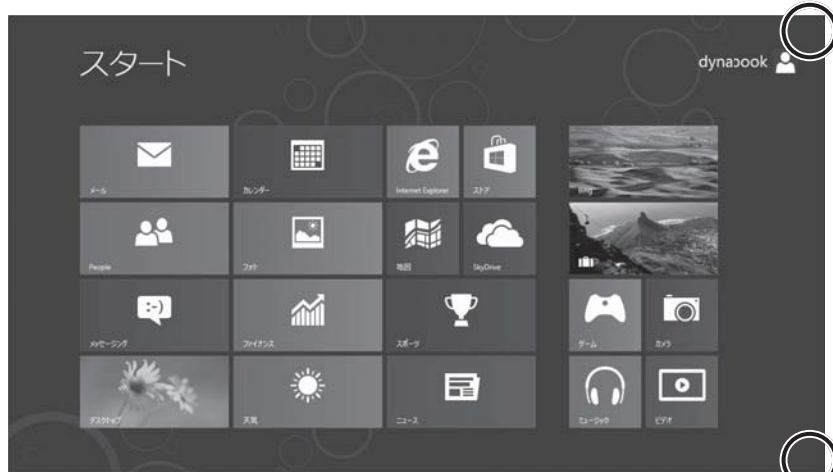 スタート
dynabook
メール
カレンダー
Internet Explorer
ストア
Bing
People
フォト
地図
SkyDrive
メッセージング
ファイナンス
スポーツ
ゲーム
カメラ
デスクトップ
天気
ニュース
ミュージック
ビデオ